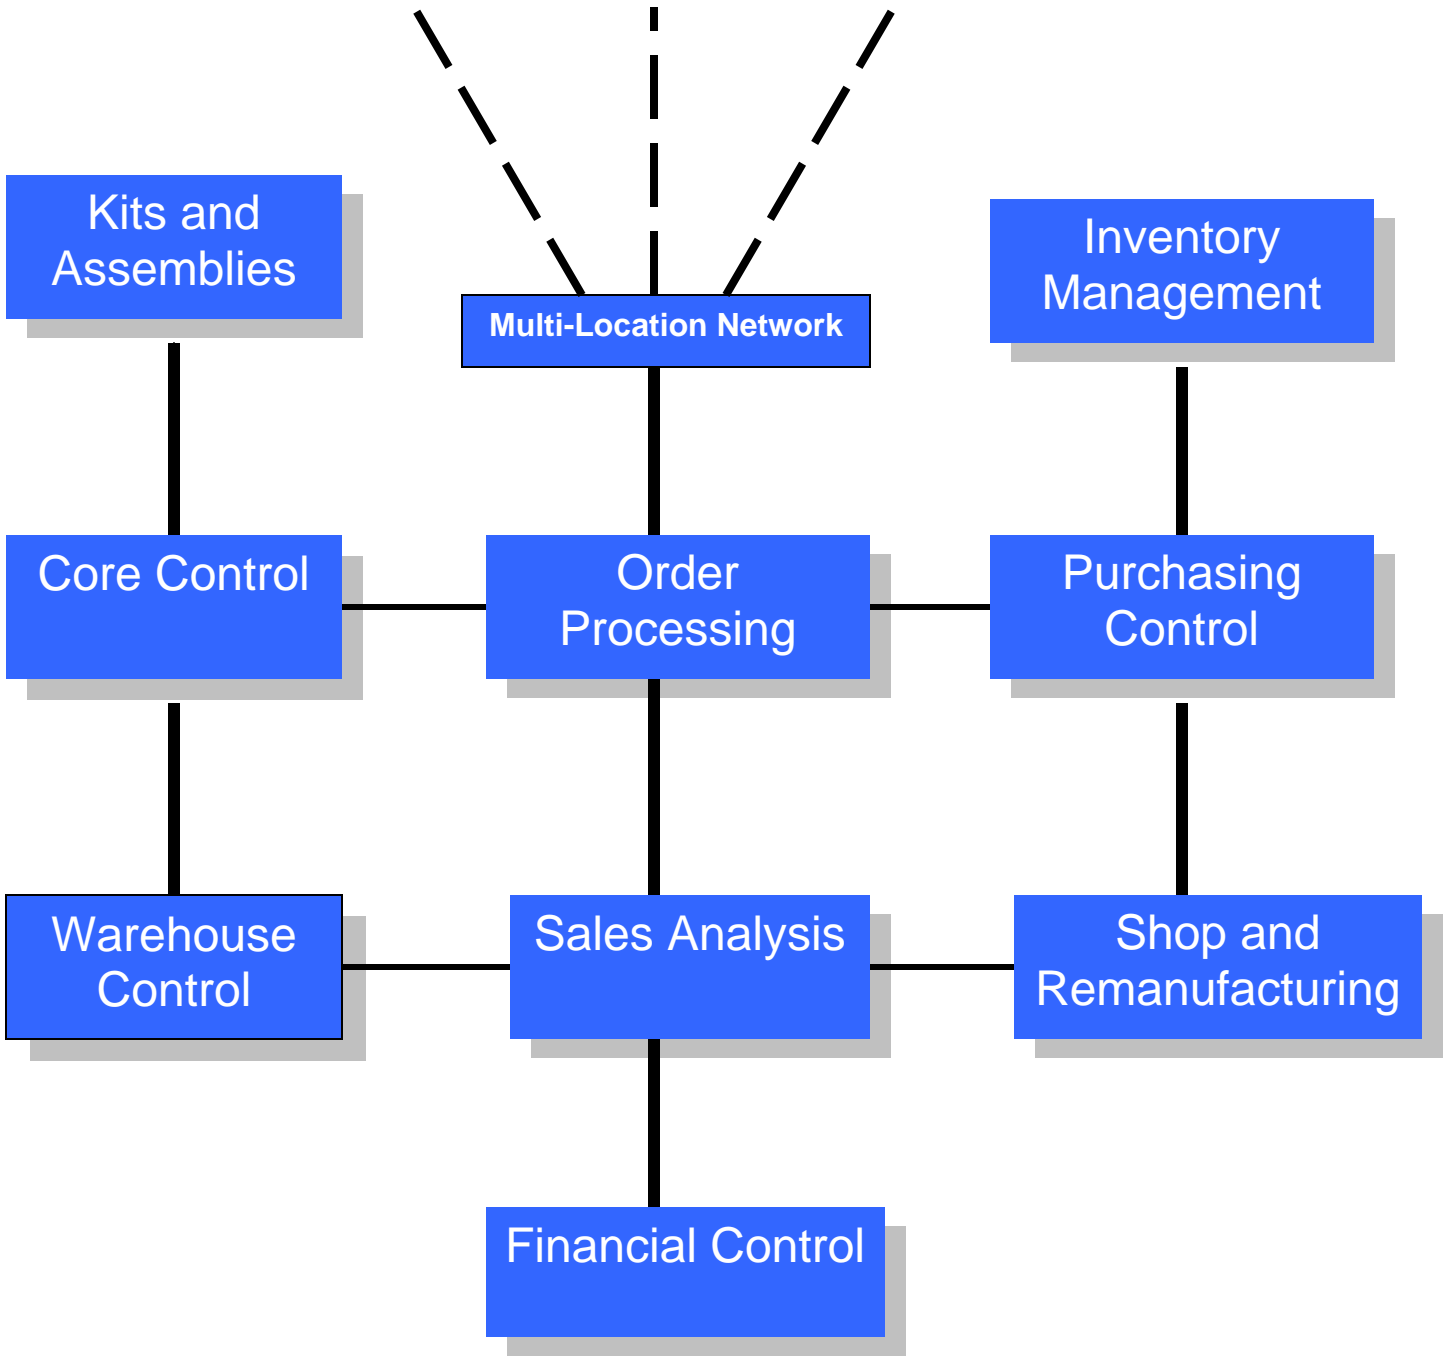 Kits and
Assemblies
Multi-Location Network
Inventory
Management
Core Control
Order
Processing
Purchasing
Control
Warehouse
Control
Sales Analysis
Shop and
Remanufacturing
Financial Control